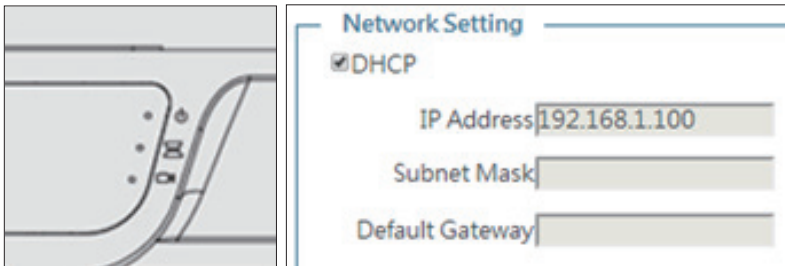 Network Setting
DHCP
IP Address 192.168.1.100
Subnet Mask
Default Gateway